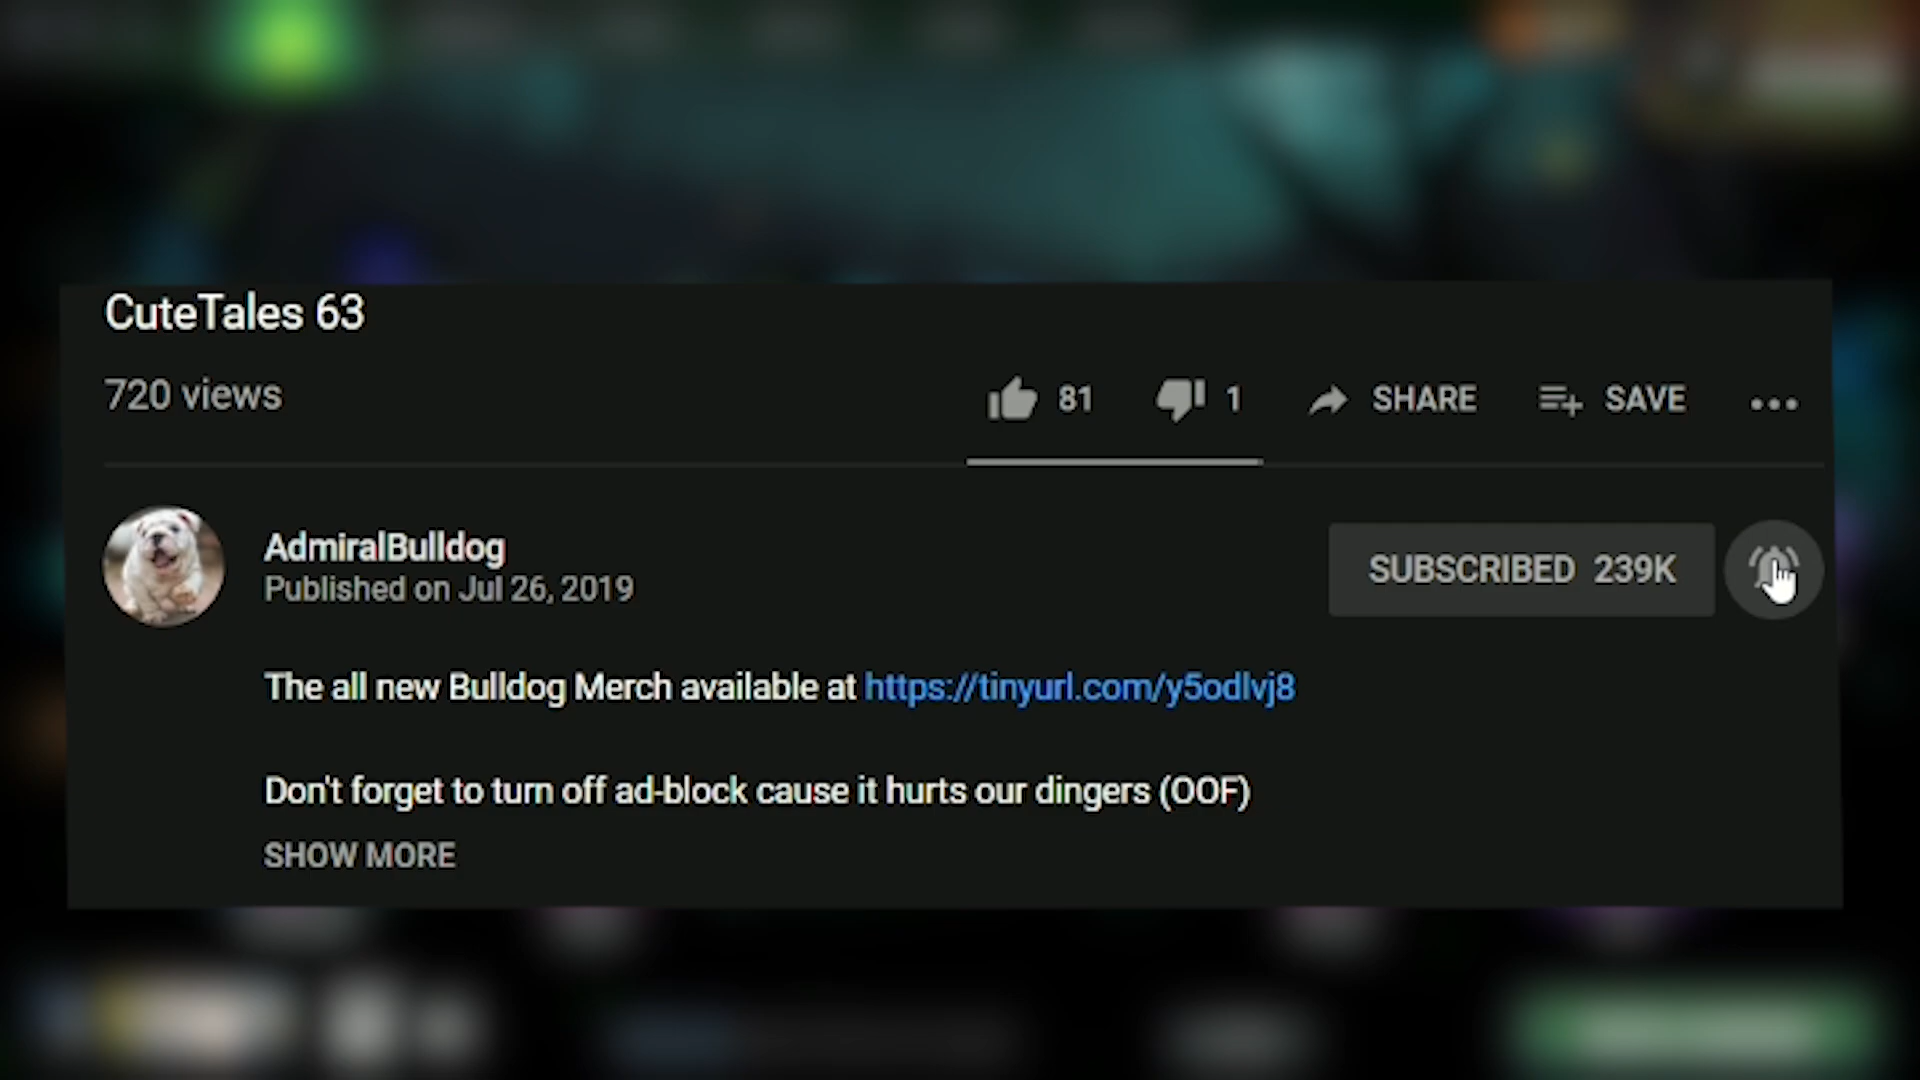 CuteTales 63
720 views
81 1 SHARE SAVE
AdmiralBulldog
Published on Jul 26, 2019
SUBSCRIBED 239K
The all new Bulldog Merch available at https://tinyurl.com/y5odlvj8
Don't forget to turn off ad-block cause it hurts our dingers (OOF)
SHOW MORE